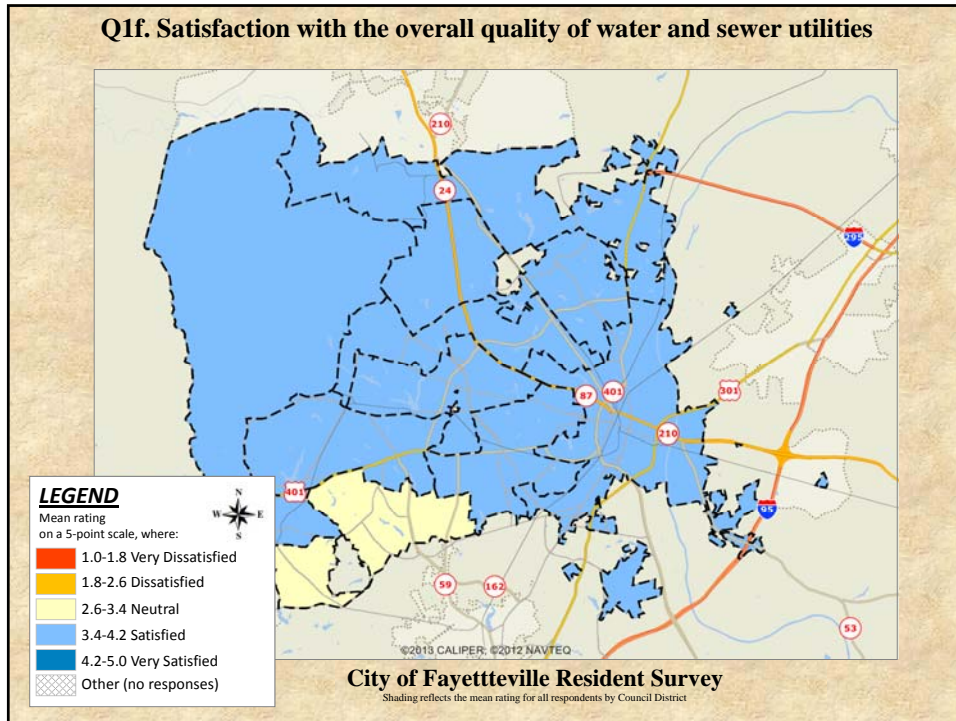 Q1f. Satisfaction with the overall quality of water and sewer utilities
210
24
295
87
401
301
210
401
95
59
162
53
LEGEND
Mean rating
on a 5-point scale, where:
N
W E
S
1.0-1.8 Very Dissatisfied
1.8-2.6 Dissatisfied
2.6-3.4 Neutral
3.4-4.2 Satisfied
4.2-5.0 Very Satisfied
Other (no responses)
©2013 CALIPER; ©2012 NAVTEQ
City of Fayettteville Resident Survey
Shading reflects the mean rating for all respondents by Council District